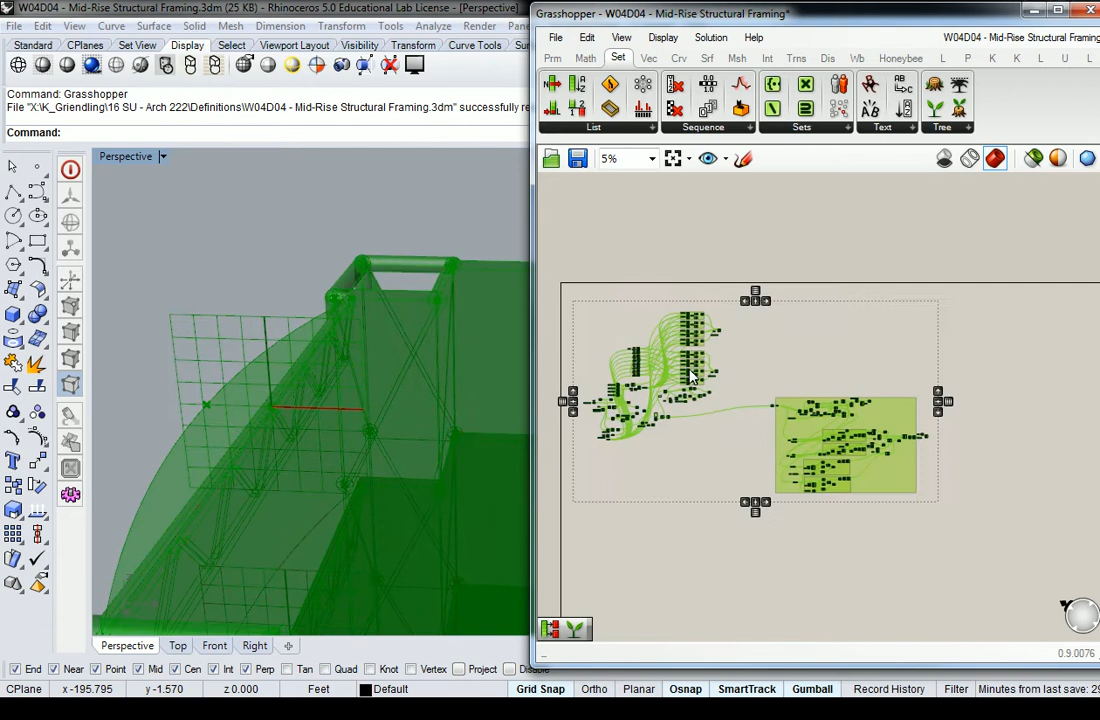 W04D04 - Mid-Rise Structural Framing.3dm (25 KB) - Rhinoceros 5.0 Educational Lab License - [Perspective]
File Edit View Curve Surface Solid Mesh Dimension Transform Tools Analyze Render Pane
Standard CPlanes Set View Display Select Viewport Layout Visibility Transform Curve Tools Su
Command: Grasshopper
File "X:\K_Griendling\16 SU - Arch 222\Definitions\W04D04 - Mid-Rise Structural Framing.3dm" successfully re
Command:
Perspective
Perspective Top Front Right
End Near Point Mid Cen Int Perp Tan Quad Knot Vertex Project Disable
CPlane x -195.795 y -1.570 z 0.000 Feet Default Grid Snap Ortho Planar Osnap SmartTrack Gumball Record History Filter Minutes from last save: 29
Grasshopper - W04D04 - Mid-Rise Structural Framing*
File Edit View Display Solution Help W04D04 - Mid-Rise Structural Framing
Prm Math Set Vec Crv Srf Msh Int Trns Dis Wb Honeybee L P K K L U L
List Sequence Sets Text Tree
5%
0.9.0076